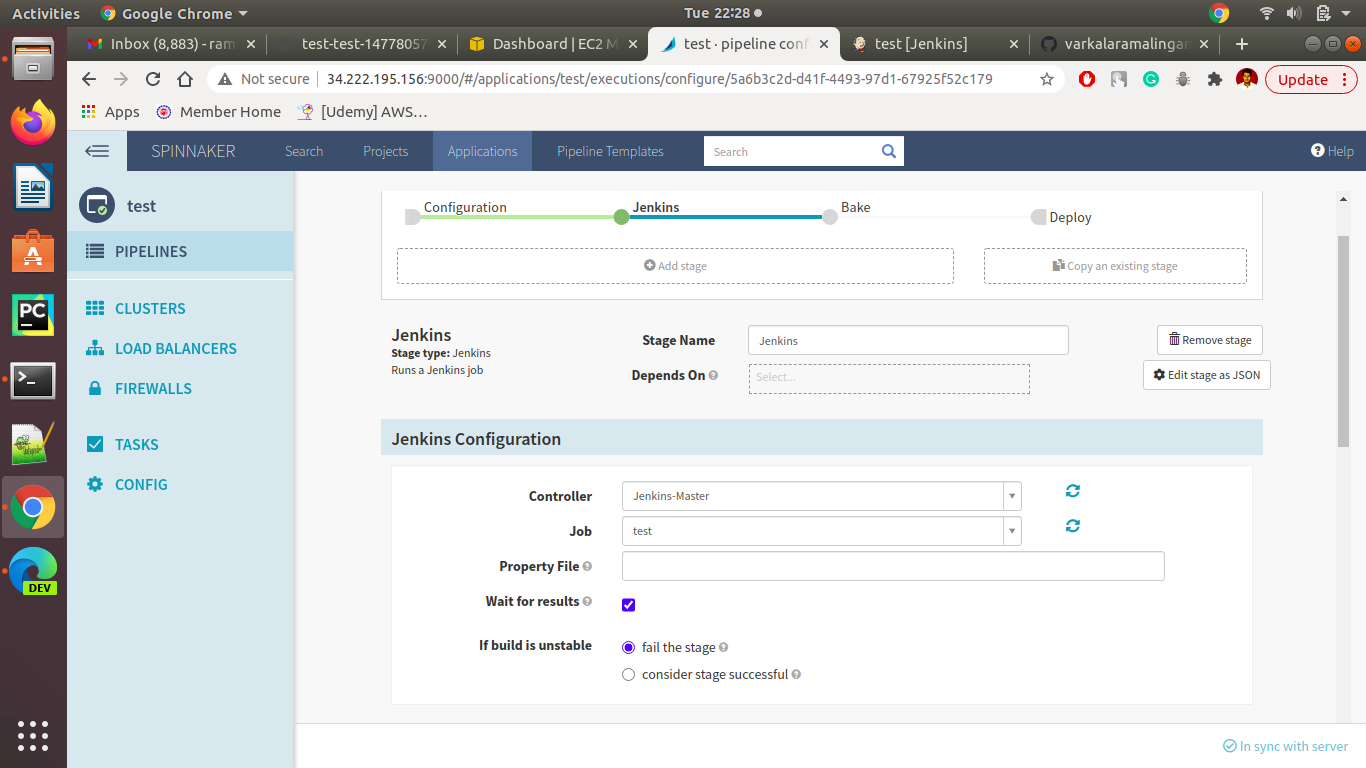 Activities Google Chrome Tue 22:28
Inbox (8,883) - ram
test-test-14778057
Dashboard | EC2 M
test · pipeline conf
test [Jenkins]
varkalaramalingan
Not secure 34.222.195.156:9000/#/applications/test/executions/configure/5a6b3c2d-d41f-4493-97d1-67925f52c179 Update
Apps Member Home [Udemy] AWS…
SPINNAKER Search Projects Applications Pipeline Templates Search Help
test
PIPELINES
CLUSTERS
LOAD BALANCERS
FIREWALLS
TASKS
CONFIG
Configuration Jenkins Bake Deploy
Add stage Copy an existing stage
Jenkins
Stage type: Jenkins
Runs a Jenkins job
Stage Name Jenkins
Depends On Select...
Remove stage
Edit stage as JSON
Jenkins Configuration
Controller Jenkins-Master
Job test
Property File
Wait for results
If build is unstable fail the stage
consider stage successful
In sync with server
PC
DEV